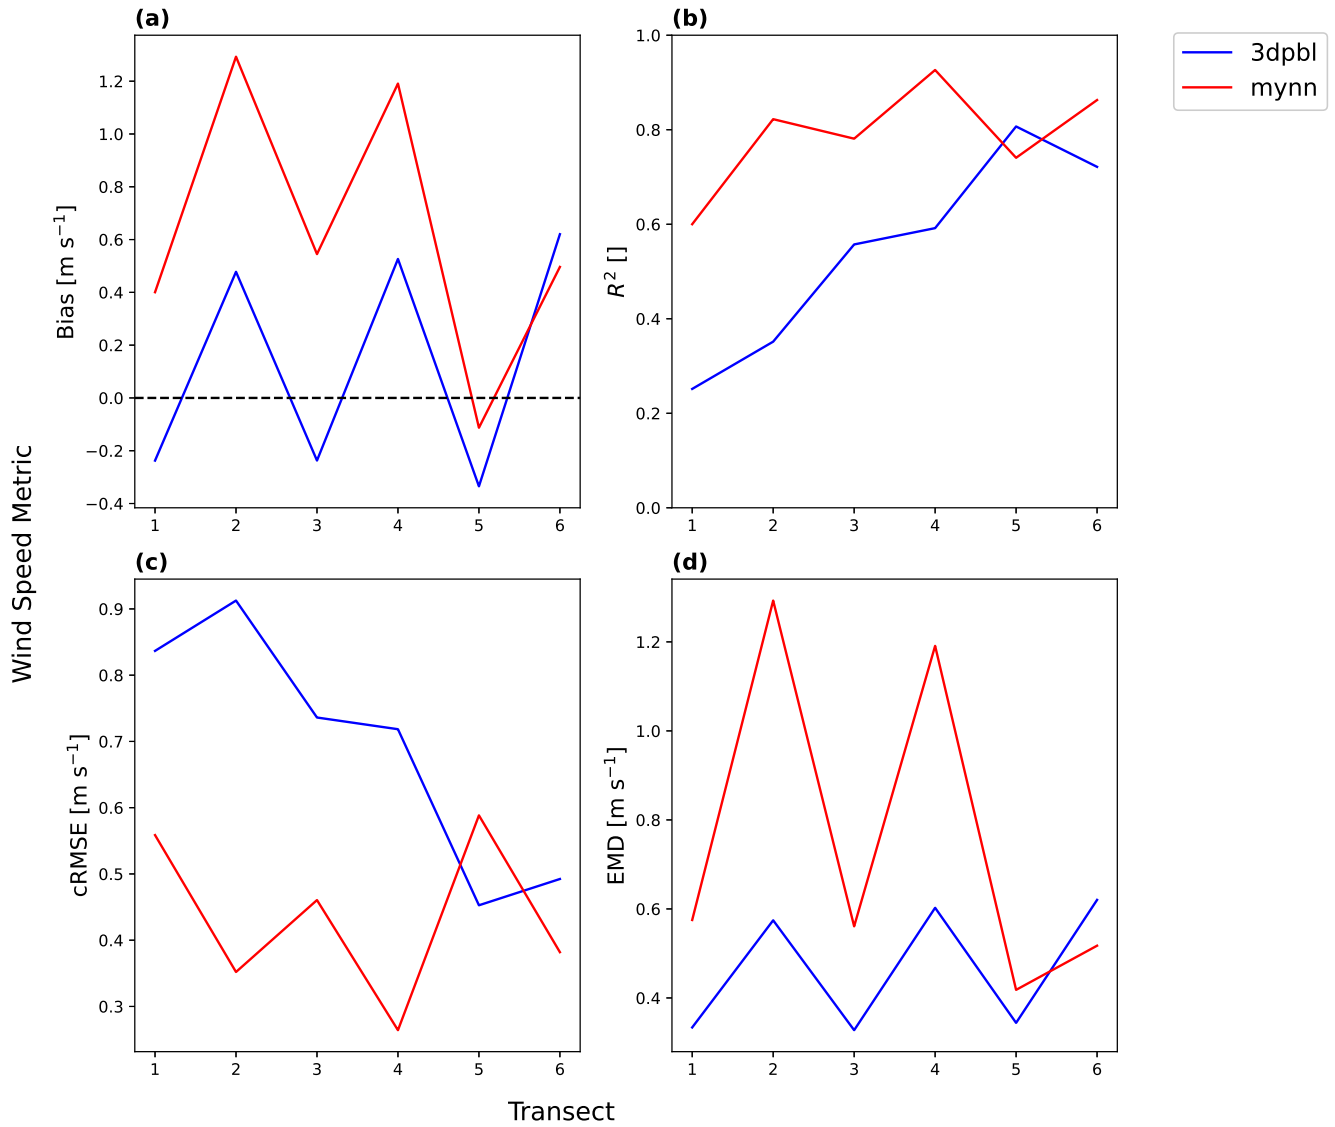 (a)
Bias [m s⁻¹]
1.2
1.0
0.8
0.6
0.4
0.2
0.0
−0.2
−0.4
1 2 3 4 5 6
(b)
R² []
1.0
0.8
0.6
0.4
0.2
0.0
1 2 3 4 5 6
3dpbl
mynn
Wind Speed Metric
(c)
cRMSE [m s⁻¹]
0.9
0.8
0.7
0.6
0.5
0.4
0.3
1 2 3 4 5 6
(d)
EMD [m s⁻¹]
1.2
1.0
0.8
0.6
0.4
1 2 3 4 5 6
Transect